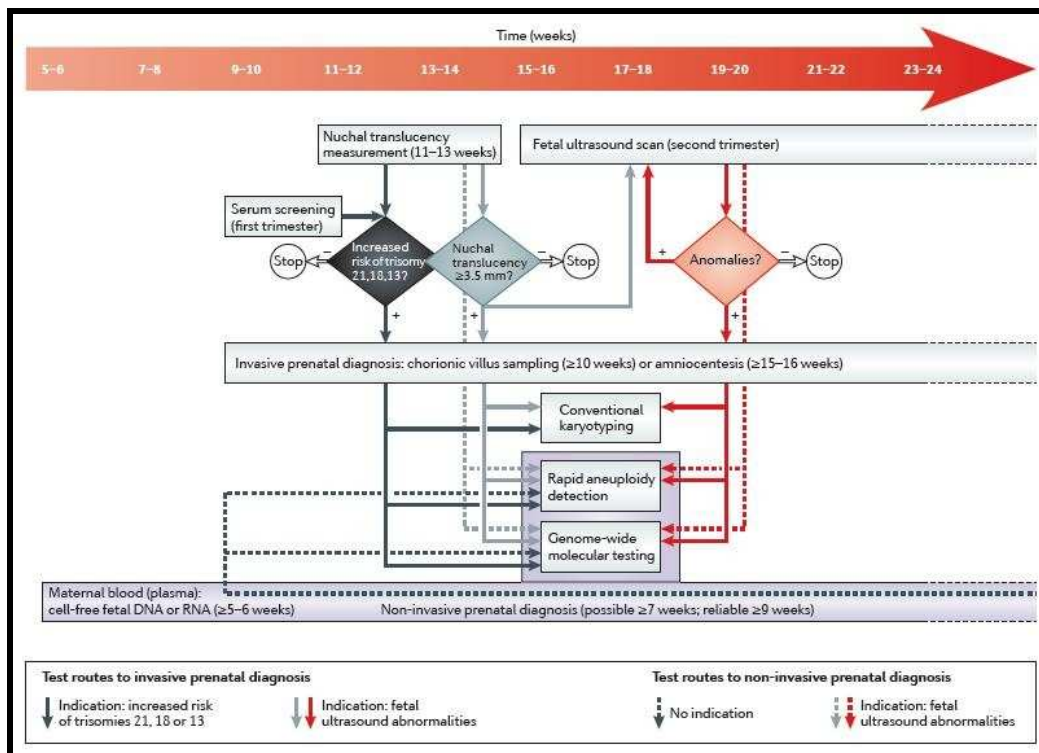 Time (weeks)
5–6 7–8 9–10 11–12 13–14 15–16 17–18 19–20 21–22 23–24
Nuchal translucency
measurement (11–13 weeks)
Fetal ultrasound scan (second trimester)
Serum screening
(first trimester)
Stop
–
Increased
risk of trisomy
21,18,13?
+
Nuchal
translucency
≥3.5 mm?
+
–
Stop
+
Anomalies?
+
–
Stop
Invasive prenatal diagnosis: chorionic villus sampling (≥10 weeks) or amniocentesis (≥15–16 weeks)
Conventional
karyotyping
Rapid aneuploidy
detection
Genome-wide
molecular testing
Maternal blood (plasma):
cell-free fetal DNA or RNA (≥5–6 weeks)
Non-invasive prenatal diagnosis (possible ≥7 weeks; reliable ≥9 weeks)
Test routes to invasive prenatal diagnosis
Indication: increased risk
of trisomies 21, 18 or 13
Indication: fetal
ultrasound abnormalities
Test routes to non-invasive prenatal diagnosis
No indication
Indication: fetal
ultrasound abnormalities